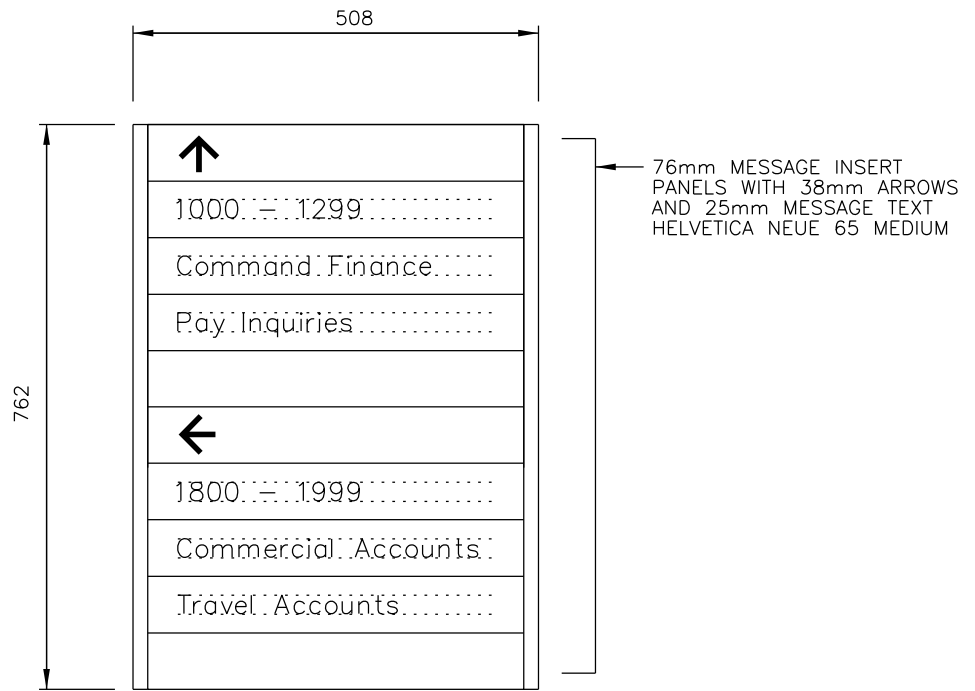 508
762
76mm MESSAGE INSERT
PANELS WITH 38mm ARROWS
AND 25mm MESSAGE TEXT
HELVETICA NEUE 65 MEDIUM
1000 – 1299
Command Finance
Pay Inquiries
1800 – 1999
Commercial Accounts
Travel Accounts